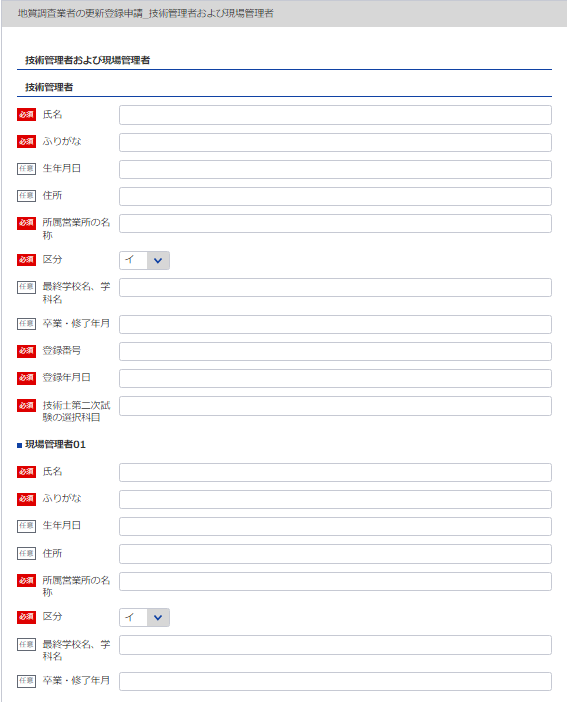 地質調査業者の更新登録申請_技術管理者および現場管理者
技術管理者および現場管理者
技術管理者
必須 氏名
必須 ふりがな
任意 生年月日
任意 住所
必須 所属営業所の名
称
必須 区分 イ
任意 最終学校名、学
科名
任意 卒業・修了年月
必須 登録番号
必須 登録年月日
必須 技術士第二次試
験の選択科目
現場管理者01
必須 氏名
必須 ふりがな
任意 生年月日
任意 住所
必須 所属営業所の名
称
必須 区分 イ
任意 最終学校名、学
科名
任意 卒業・修了年月